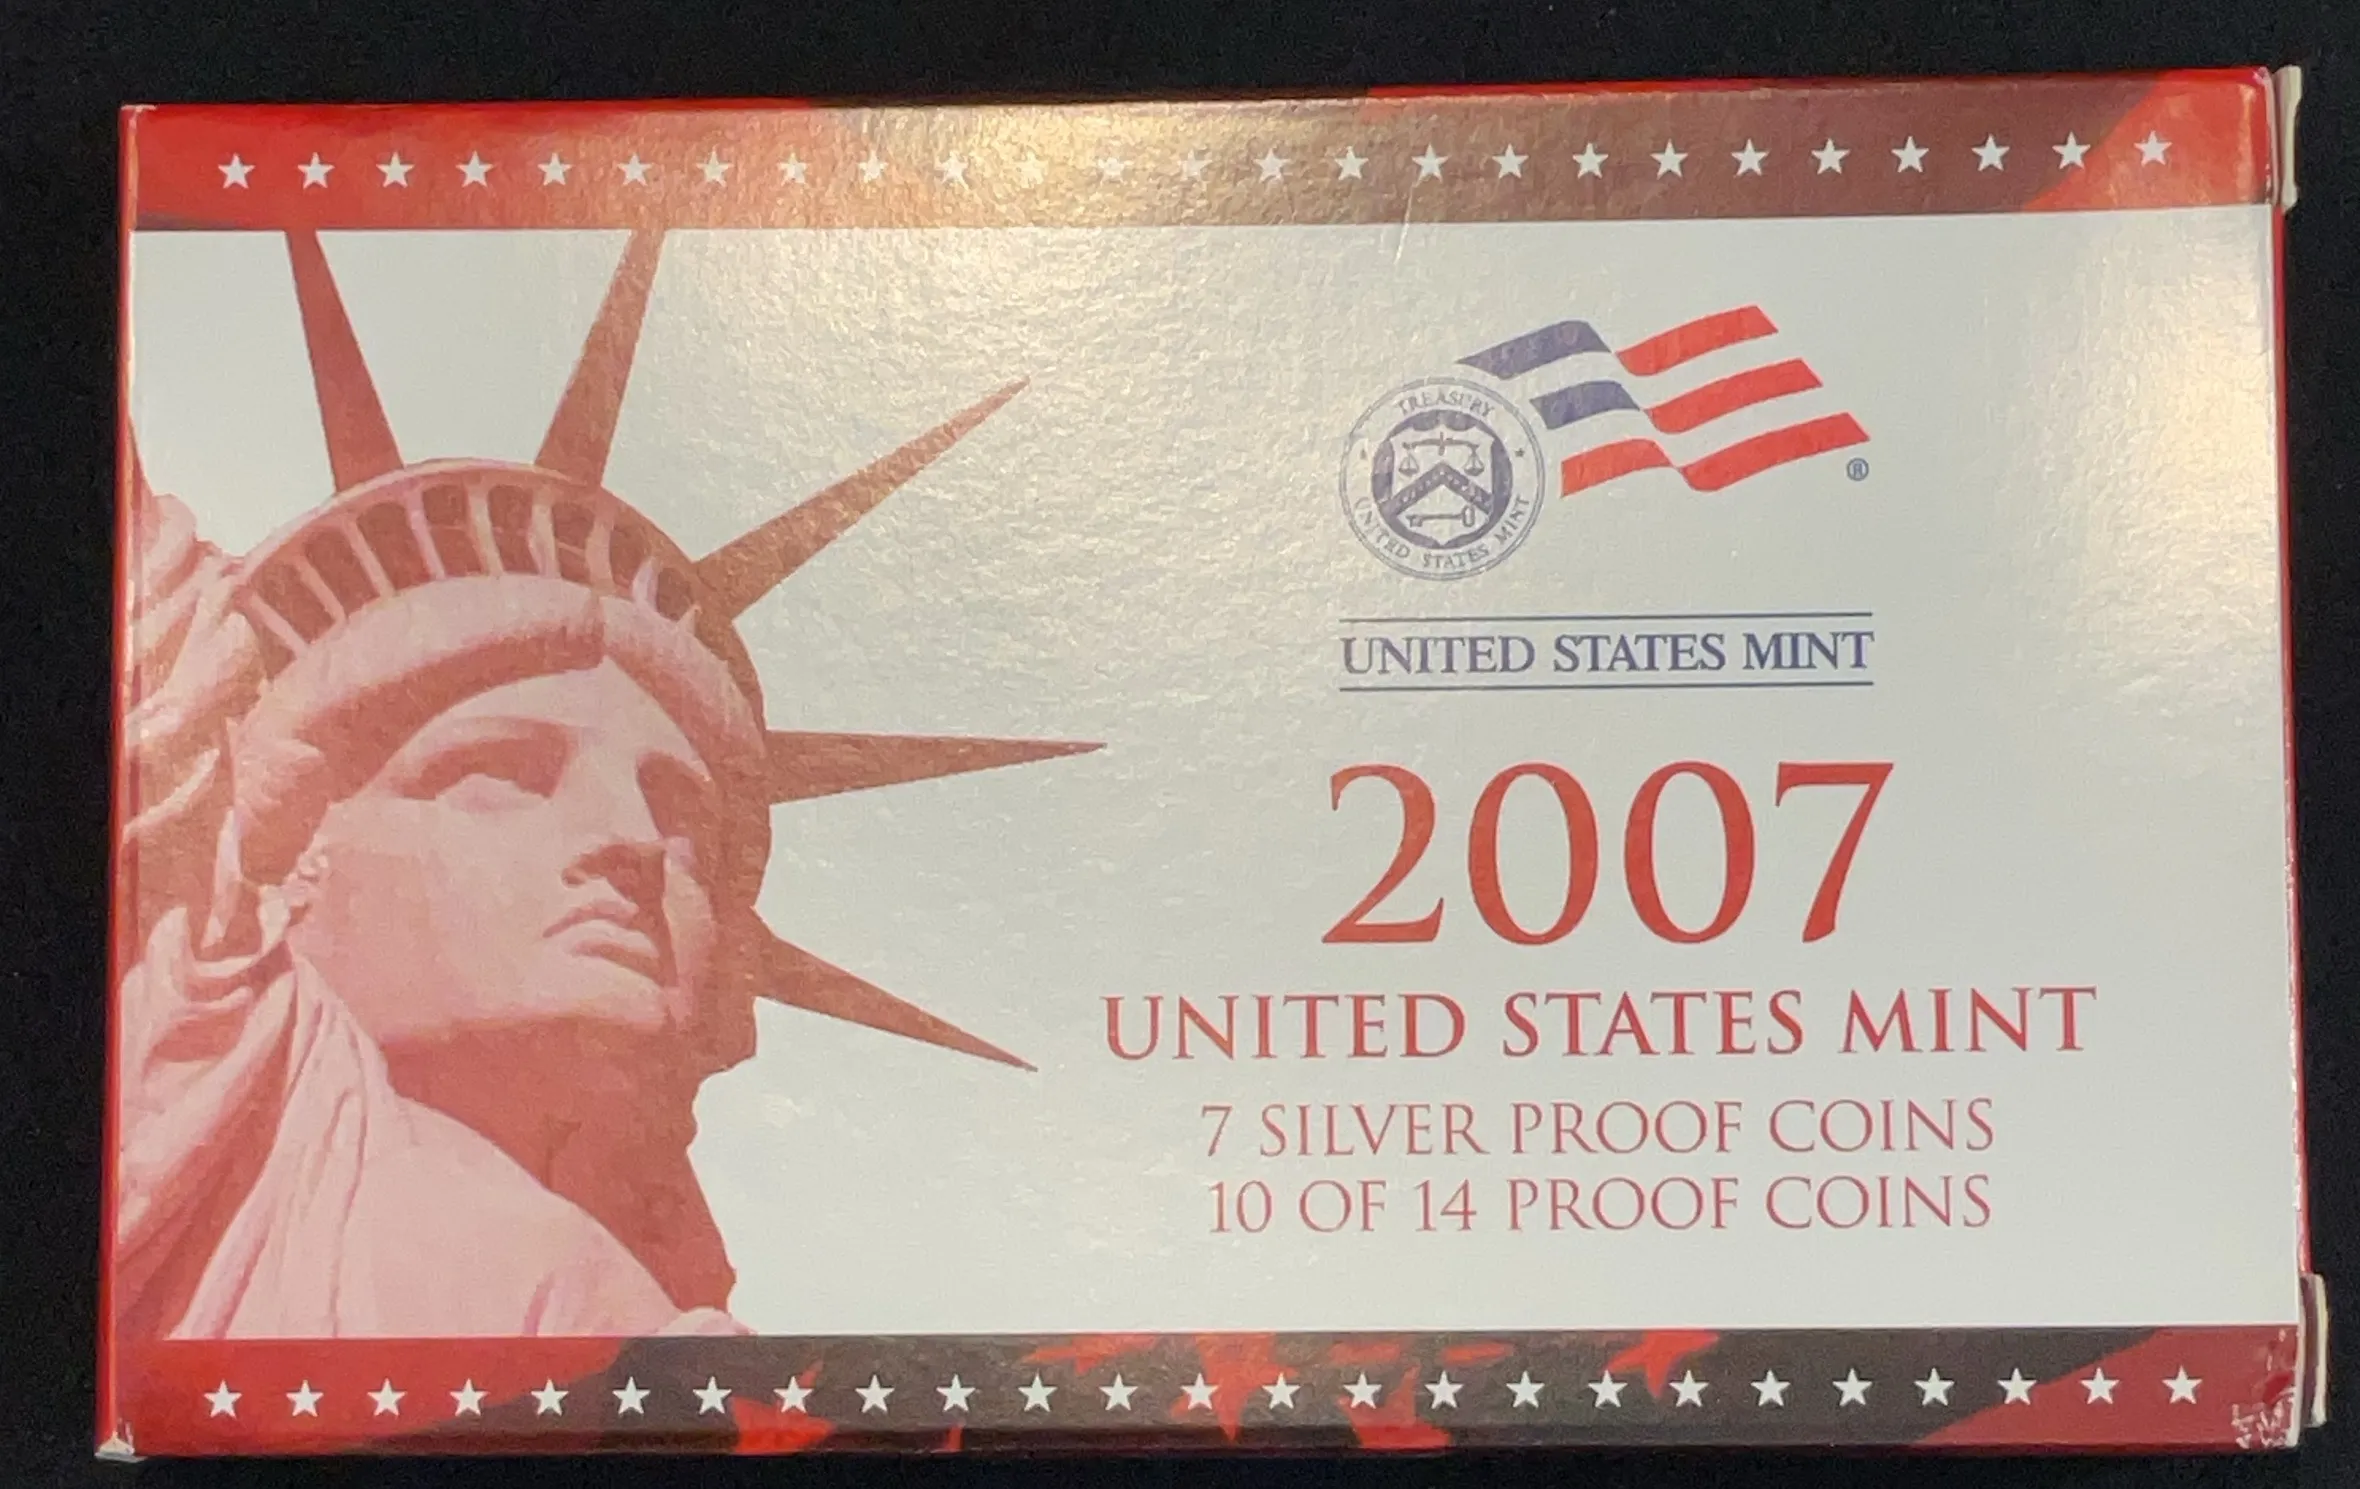 TREASURY
UNITED STATES MINT
®
UNITED STATES MINT
2007
UNITED STATES MINT
7 SILVER PROOF COINS
10 OF 14 PROOF COINS